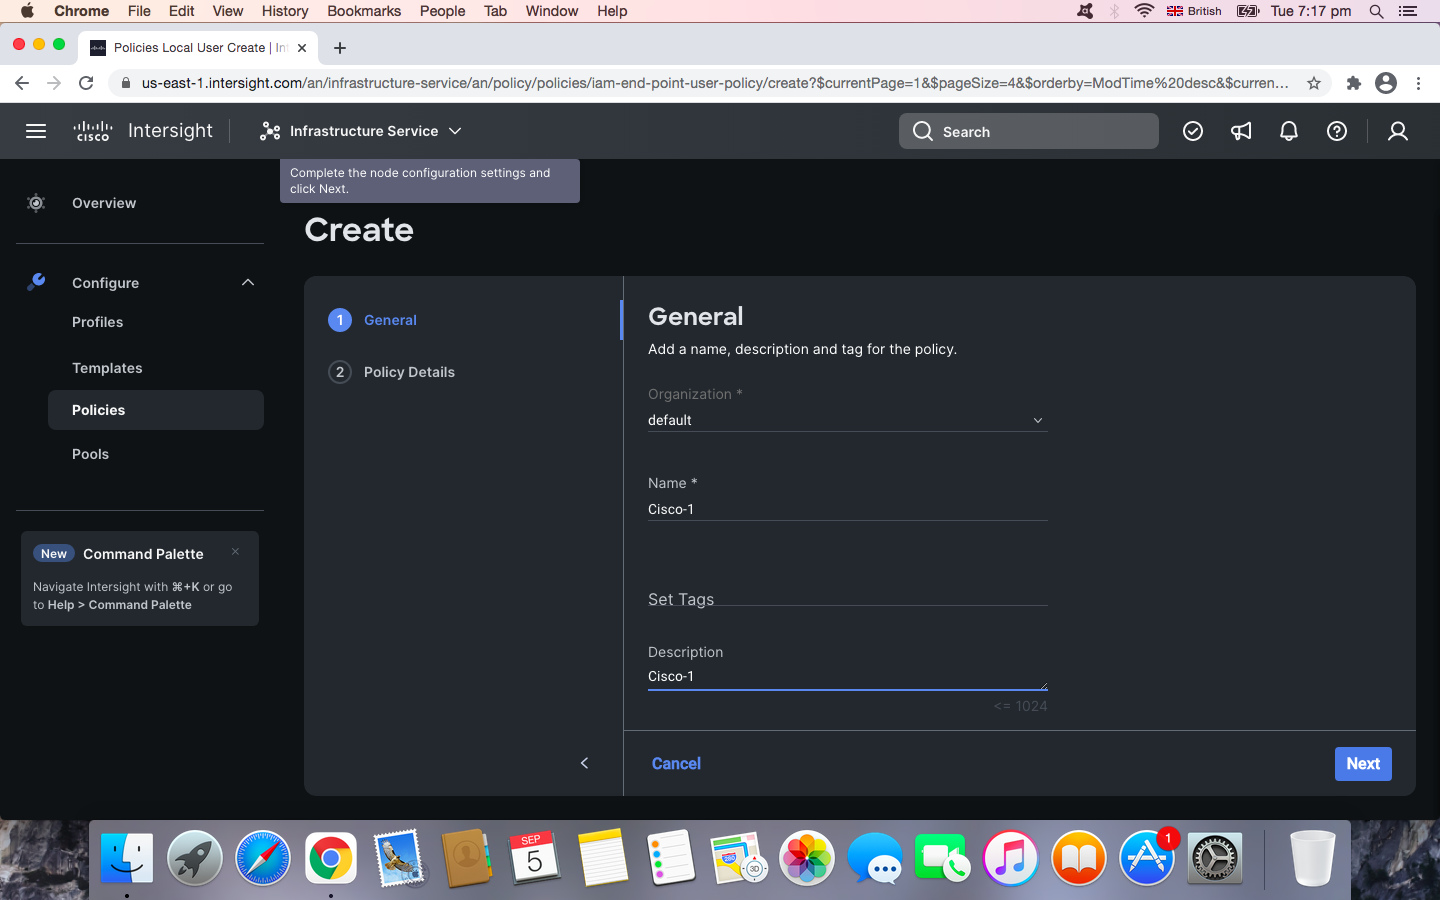 Chrome File Edit View History Bookmarks People Tab Window Help British Tue 7:17 pm
Policies Local User Create | In
us-east-1.intersight.com/an/infrastructure-service/an/policy/policies/iam-end-point-user-policy/create?$currentPage=1&$pageSize=4&$orderby=ModTime%20desc&$curren...
CISCO Intersight Infrastructure Service Search
Complete the node configuration settings and
click Next.
Overview
Create
Configure
Profiles
Templates
Policies
Pools
New Command Palette
Navigate Intersight with ⌘+K or go
to Help > Command Palette
1 General
2 Policy Details
General
Add a name, description and tag for the policy.
Organization *
default
Name *
Cisco-1
Set Tags
Description
Cisco-1
<= 1024
Cancel Next
SEP
5
280
3D
1